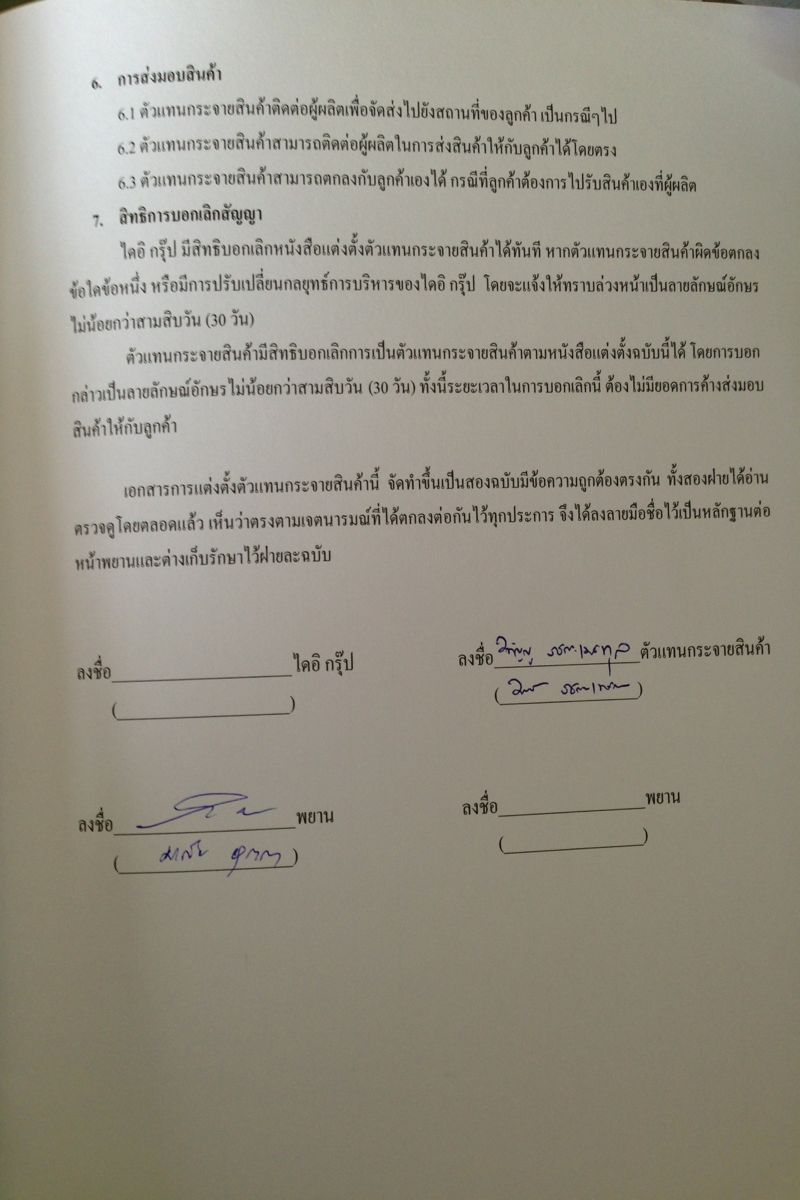 6. การส่งมอบสินค้า
6.1 ตัวแทนกระจายสินค้าติดต่อผู้ผลิตเพื่อจัดส่งไปยังสถานที่ของลูกค้า เป็นกรณีๆไป
6.2 ตัวแทนกระจายสินค้าสามารถติดต่อผู้ผลิตในการส่งสินค้าให้กับลูกค้าได้โดยตรง
6.3 ตัวแทนกระจายสินค้าสามารถตกลงกับลูกค้าเองได้ กรณีที่ลูกค้าต้องการไปรับสินค้าเองที่ผู้ผลิต
7. สิทธิการบอกเลิกสัญญา
ไดอิ กรุ๊ป มีสิทธิบอกเลิกหนังสือแต่งตั้งตัวแทนกระจายสินค้าได้ทันที หากตัวแทนกระจายสินค้าผิดข้อตกลง
ข้อใดข้อหนึ่ง หรือมีการปรับเปลี่ยนกลยุทธ์การบริหารของไดอิ กรุ๊ป โดยจะแจ้งให้ทราบล่วงหน้าเป็นลายลักษณ์อักษร
ไม่น้อยกว่าสามสิบวัน (30 วัน)
ตัวแทนกระจายสินค้ามีสิทธิบอกเลิกการเป็นตัวแทนกระจายสินค้าตามหนังสือแต่งตั้งฉบับนี้ได้ โดยการบอก
กล่าวเป็นลายลักษณ์อักษรไม่น้อยกว่าสามสิบวัน (30 วัน) ทั้งนี้ระยะเวลาในการบอกเลิกนี้ ต้องไม่มียอดการค้างส่งมอบ
สินค้าให้กับลูกค้า
เอกสารการแต่งตั้งตัวแทนกระจายสินค้านี้ จัดทำขึ้นเป็นสองฉบับมีข้อความถูกต้องตรงกัน ทั้งสองฝ่ายได้อ่าน
ตรวจดูโดยตลอดแล้ว เห็นว่าตรงตามเจตนารมณ์ที่ได้ตกลงต่อกันไว้ทุกประการ จึงได้ลงลายมือชื่อไว้เป็นหลักฐานต่อ
หน้าพยานและต่างเก็บรักษาไว้ฝ่ายละฉบับ
ลงชื่อ ไดอิ กรุ๊ป
ลงชื่อ ตัวแทนกระจายสินค้า
ลงชื่อ พยาน
ลงชื่อ พยาน